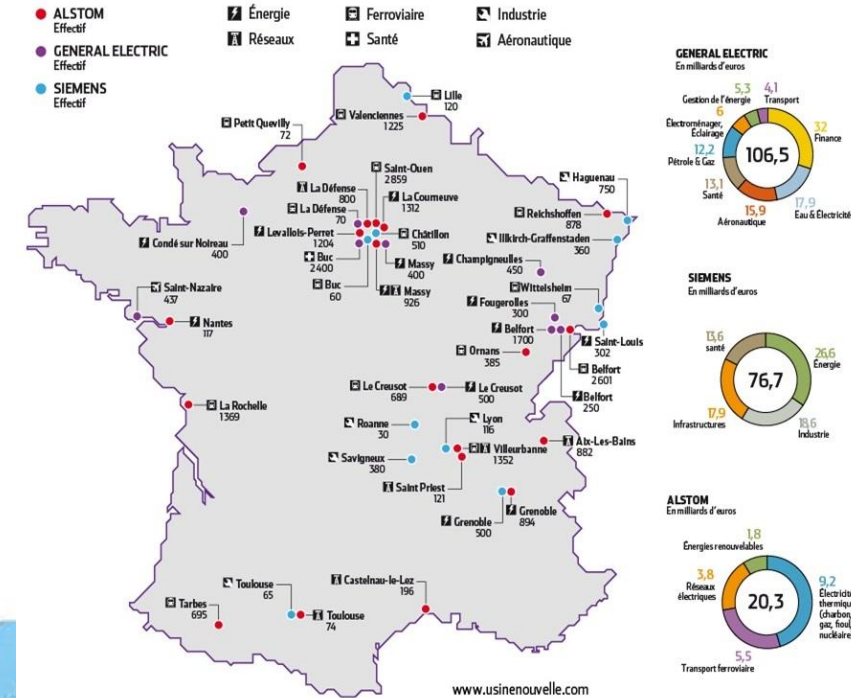 ALSTOM
Effectif
GENERAL ELECTRIC
Effectif
SIEMENS
Effectif
Énergie
Réseaux
Ferroviaire
Santé
Industrie
Aéronautique
Lille
120
Valenciennes
1225
Petit Quevilly
72
Saint-Ouen
2859
La Défense
800
La Courneuve
1312
La Défense
70
Levallois-Perret
1204
Châtillon
510
Condé sur Noireau
400
Buc
2400
Massy
400
Buc
60
Massy
926
Haguenau
750
Reichshoffen
878
Illkirch-Graffenstaden
360
Champigneulles
450
Wittelsheim
67
Fougerolles
300
Saint-Nazaire
437
Nantes
117
Belfort
1700
Saint-Louis
302
Ornans
385
Belfort
2601
Belfort
250
Le Creusot
689
Le Creusot
500
La Rochelle
1369
Roanne
30
Lyon
116
Savigneux
380
Villeurbanne
1352
Aix-Les-Bains
882
Saint Priest
121
Grenoble
500
Grenoble
894
Toulouse
65
Castelnau-le-Lez
196
Tarbes
695
Toulouse
74
www.usinenouvelle.com
GENERAL ELECTRIC
En milliards d'euros
5,3
Gestion de l'énergie
4,1
Transport
6
Électroménager,
Éclairage
32
Finance
12,2
Pétrole & Gaz
106,5
13,1
Santé
15,9
Aéronautique
17,9
Eau & Électricité
SIEMENS
En milliards d'euros
13,6
santé
26,6
Énergie
76,7
17,9
Infrastructures
18,6
Industrie
ALSTOM
En milliards d'euros
1,8
Énergies renouvelables
3,8
Réseaux
électriques
20,3
9,2
Électricité
thermique
(charbon,
gaz, fioul,
nucléaire
5,5
Transport ferroviaire